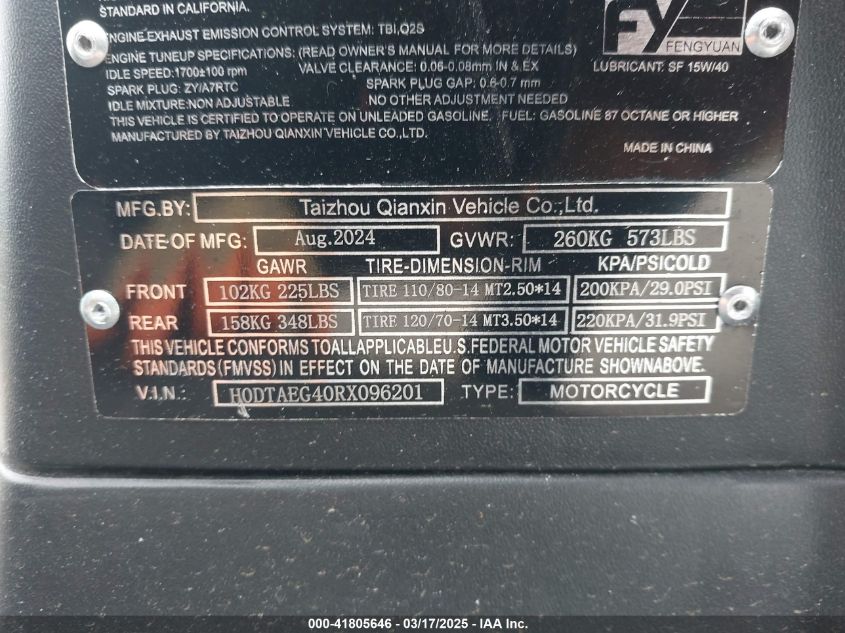 STANDARD IN CALIFORNIA.
ENGINE EXHAUST EMISSION CONTROL SYSTEM: TBI,O2S
ENGINE TUNEUP SPECIFICATIONS: (READ OWNER'S MANUAL FOR MORE DETAILS)
IDLE SPEED:1700±100 rpm VALVE CLEARANCE: 0.06-0.08mm IN & EX
SPARK PLUG: ZY/A7RTC SPARK PLUG GAP: 0.6-0.7 mm
IDLE MIXTURE:NON ADJUSTABLE NO OTHER ADJUSTMENT NEEDED
THIS VEHICLE IS CERTIFIED TO OPERATE ON UNLEADED GASOLINE. FUEL: GASOLINE 87 OCTANE OR HIGHER
MANUFACTURED BY TAIZHOU QIANXIN VEHICLE CO.,LTD.
FY
FENGYUAN
LUBRICANT: SF 15W/40
MADE IN CHINA
MFG.BY: Taizhou Qianxin Vehicle Co.,Ltd.
DATE OF MFG: Aug.2024 GVWR: 260KG 573LBS
GAWR TIRE-DIMENSION-RIM KPA/PSICOLD
FRONT 102KG 225LBS TIRE 110/80-14 MT2.50*14 200KPA/29.0PSI
REAR 158KG 348LBS TIRE 120/70-14 MT3.50*14 220KPA/31.9PSI
THIS VEHICLE CONFORMS TOALLAPPLICABLEU.S.FEDERAL MOTOR VEHICLE SAFETY
STANDARDS (FMVSS) IN EFFECT ON THE DATE OF MANUFACTURE SHOWNABOVE.
V.I.N.: H0DTAEG40RX096201 TYPE: MOTORCYCLE
000-41805646 - 03/17/2025 - IAA Inc.